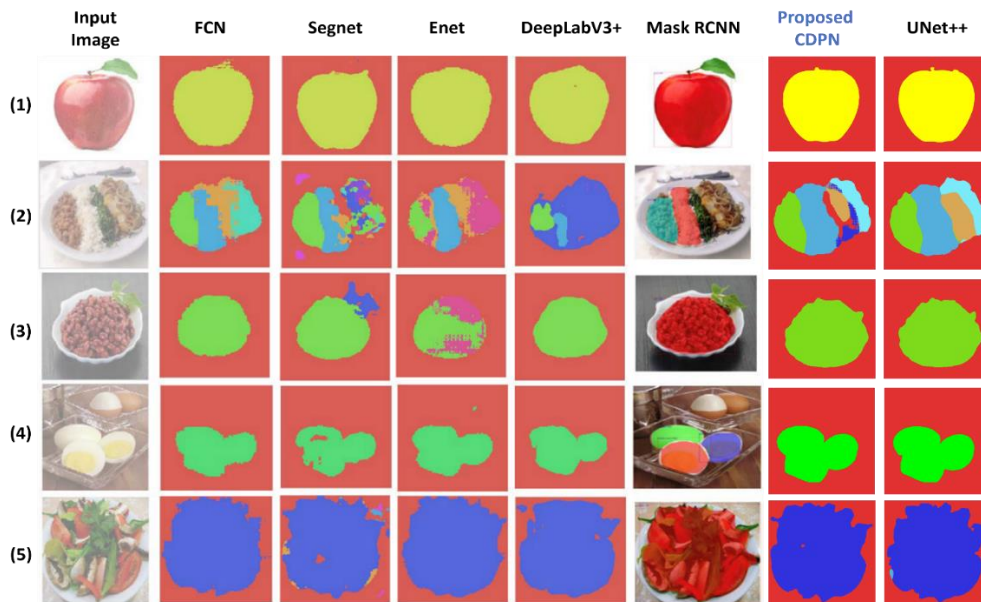 Input Image
FCN
Segnet
Enet
DeepLabV3+
Mask RCNN
Proposed CDPN
UNet++
(1)
(2)
(3)
(4)
(5)